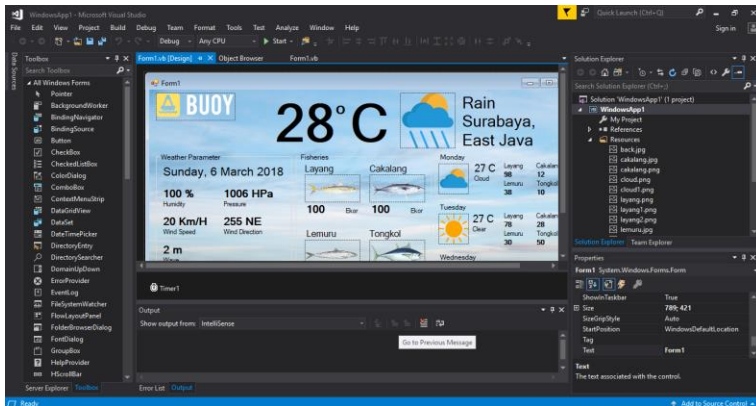 WindowsApp1 - Microsoft Visual Studio
Quick Launch (Ctrl+Q)
File Edit View Project Build Debug Team Format Tools Test Analyze Window Help
Sign in
Debug Any CPU Start
Data Sources
Toolbox
Search Toolbox
All Windows Forms
Pointer
BackgroundWorker
BindingNavigator
BindingSource
Button
CheckBox
CheckedListBox
ColorDialog
ComboBox
ContextMenuStrip
DataGridView
DataSet
DateTimePicker
DirectoryEntry
DirectorySearcher
DomainUpDown
ErrorProvider
EventLog
FileSystemWatcher
FlowLayoutPanel
FolderBrowserDialog
FontDialog
GroupBox
HelpProvider
HScrollBar
Server Explorer Toolbox
Form1.vb [Design] Object Browser Form1.vb
Form1
BUOY
28°C
Rain
Surabaya,
East Java
Weather Parameter
Sunday, 6 March 2018
100 % 1006 HPa
Humidity Pressure
20 Km/H 255 NE
Wind Speed Wind Direction
2 m
Fisheries
Layang Cakalang
100 Ekor 100 Ekor
Lemuru Tongkol
Monday
27 C
Cloud
Layang Cakalan
98 12
Lemuru Tongkol
38 10
Tuesday
27 C
Clear
Layang Cakalan
78 28
Lemuru Tongkol
30 50
Wednesday
Timer1
Output
Show output from: IntelliSense
Go to Previous Message
Error List Output
Solution Explorer
Search Solution Explorer (Ctrl+;)
Solution 'WindowsApp1' (1 project)
WindowsApp1
My Project
References
Resources
back.jpg
cakalang.jpg
cakalang.png
cloud.png
cloud1.png
layang.png
layang1.png
layang2.png
lemuru.jpg
Solution Explorer Team Explorer
Properties
Form1 System.Windows.Forms.Form
ShowInTaskbar True
Size 789; 421
SizeGripStyle Auto
StartPosition WindowsDefaultLocation
Tag
Text Form1
Text
The text associated with the control.
Ready
Add to Source Control